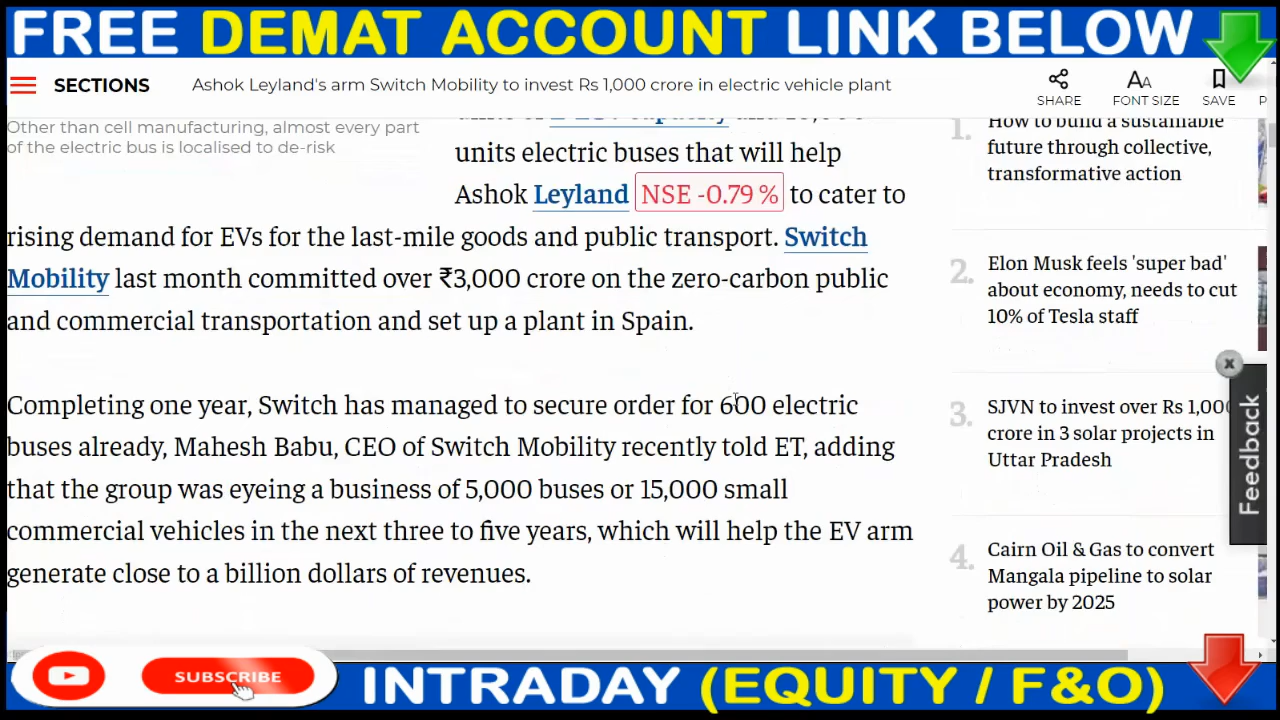 FREE DEMAT ACCOUNT LINK BELOW
SECTIONS
Ashok Leyland's arm Switch Mobility to invest Rs 1,000 crore in electric vehicle plant
SHARE
FONT SIZE
SAVE
P
Other than cell manufacturing, almost every part
of the electric bus is localised to de-risk
units electric buses that will help
Ashok Leyland NSE -0.79 % to cater to
rising demand for EVs for the last-mile goods and public transport. Switch
Mobility last month committed over ₹3,000 crore on the zero-carbon public
and commercial transportation and set up a plant in Spain.
Completing one year, Switch has managed to secure order for 600 electric
buses already, Mahesh Babu, CEO of Switch Mobility recently told ET, adding
that the group was eyeing a business of 5,000 buses or 15,000 small
commercial vehicles in the next three to five years, which will help the EV arm
generate close to a billion dollars of revenues.
1.
How to build a sustainable
future through collective,
transformative action
2.
Elon Musk feels 'super bad'
about economy, needs to cut
10% of Tesla staff
3.
SJVN to invest over Rs 1,000
crore in 3 solar projects in
Uttar Pradesh
4.
Cairn Oil & Gas to convert
Mangala pipeline to solar
power by 2025
x
Feedback
SUBSCRIBE
INTRADAY (EQUITY / F&O)